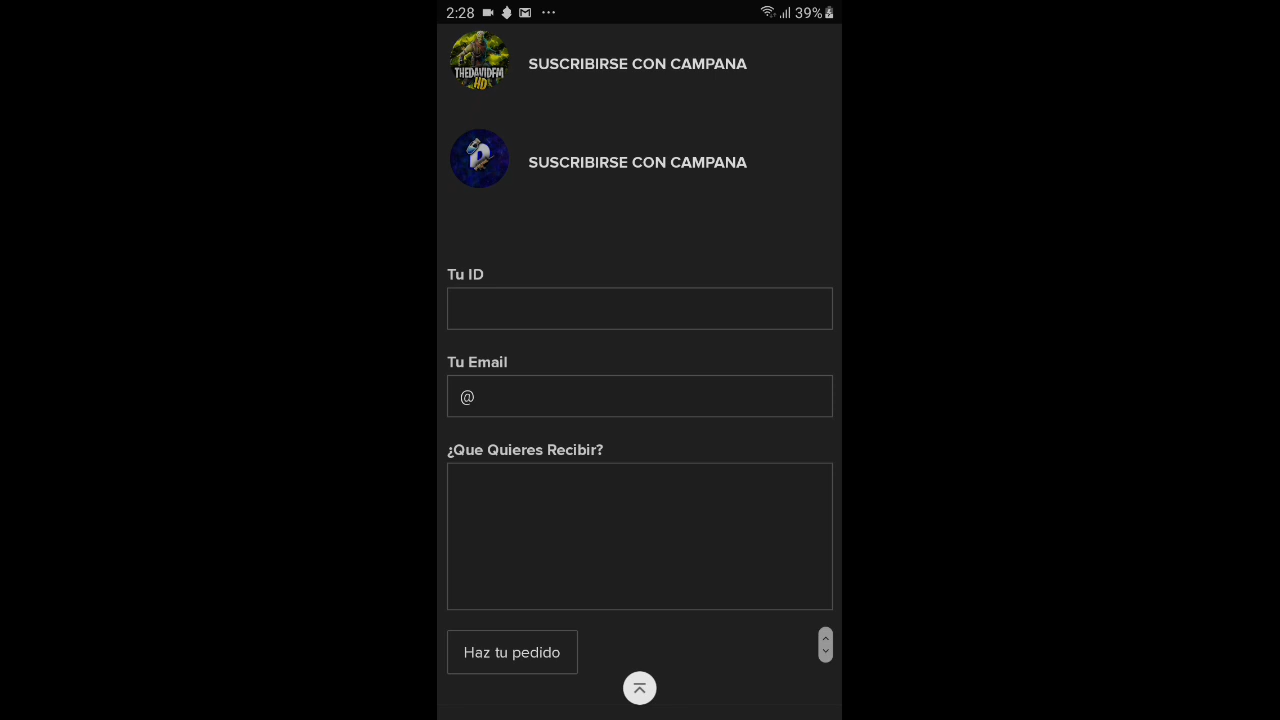 2:28
39%
THEDAVIDFM
HD
SUSCRIBIRSE CON CAMPANA
SUSCRIBIRSE CON CAMPANA
Tu ID
Tu Email
@
¿Que Quieres Recibir?
Haz tu pedido